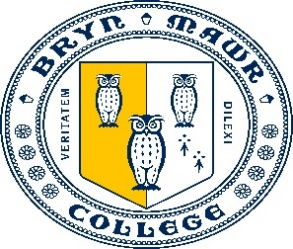 BRYN MAWR
VERITATEM
DILEXI
COLLEGE